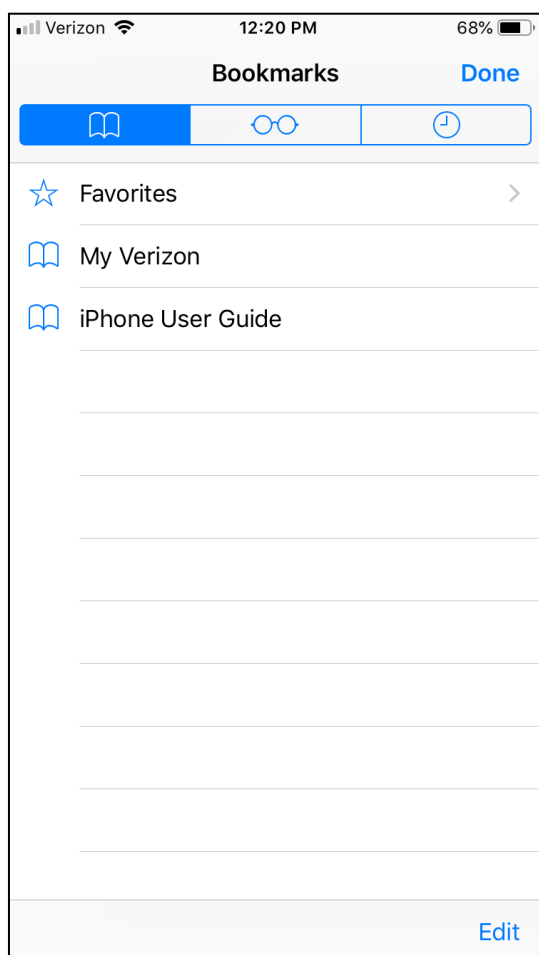 Verizon 12:20 PM 68%
Bookmarks Done
Favorites
My Verizon
iPhone User Guide
Edit